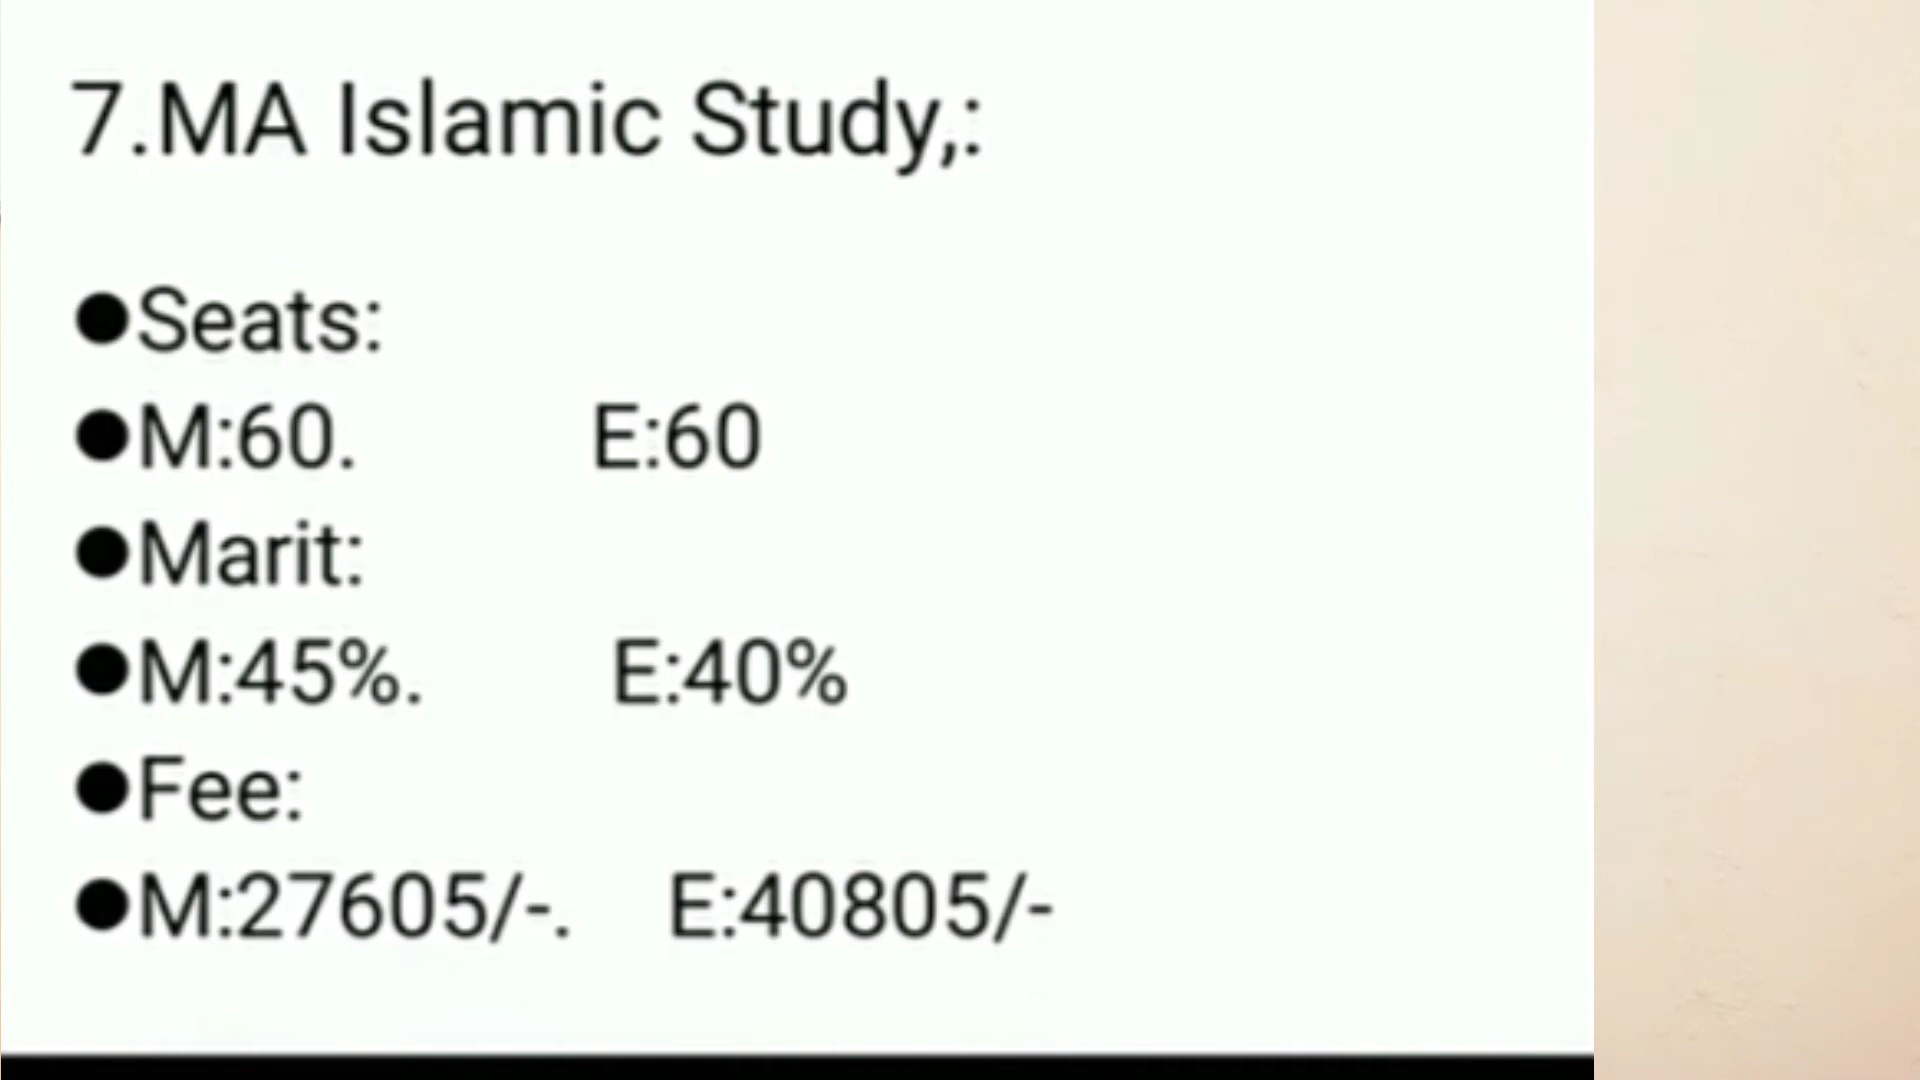 7.MA Islamic Study,:
●Seats:
●M:60. E:60
●Marit:
●M:45%. E:40%
●Fee:
●M:27605/-. E:40805/-